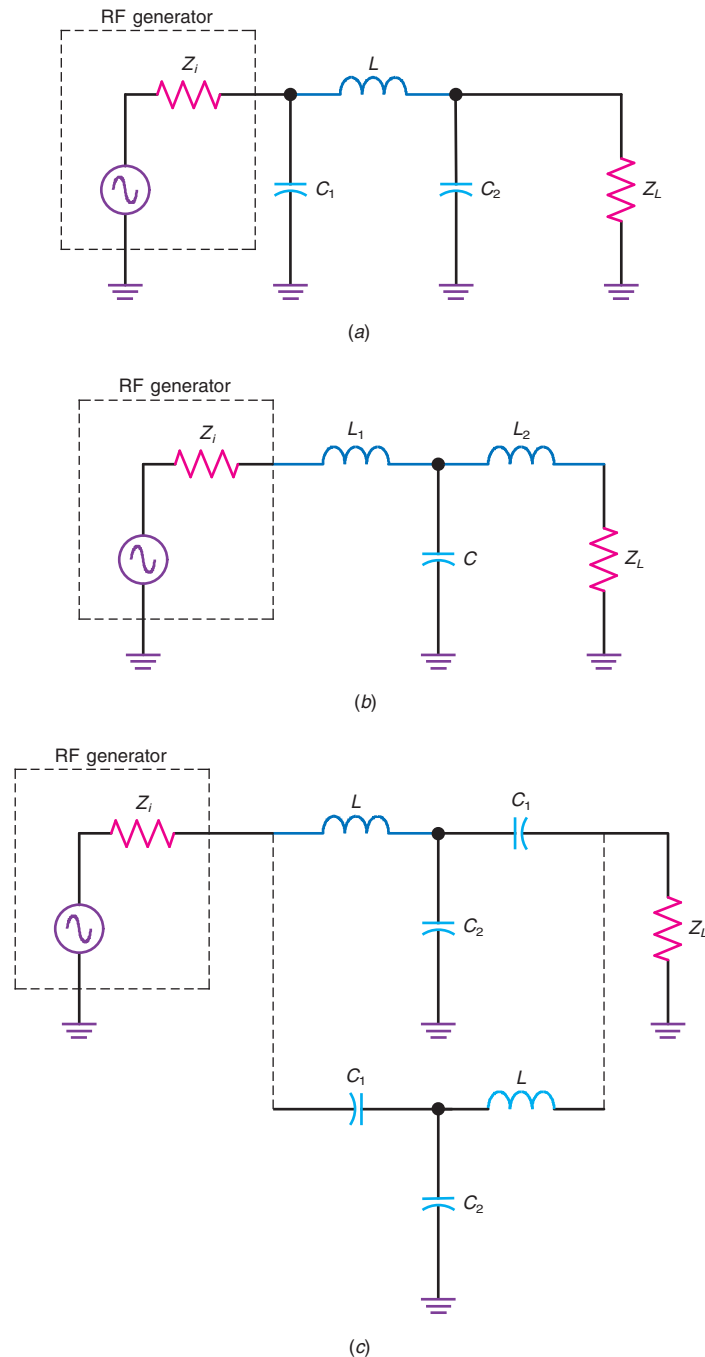 RF generator
Zi
L
C1
C2
ZL
(a)
RF generator
Zi
L1
L2
C
ZL
(b)
RF generator
Zi
L
C1
C2
ZL
C1
L
C2
(c)